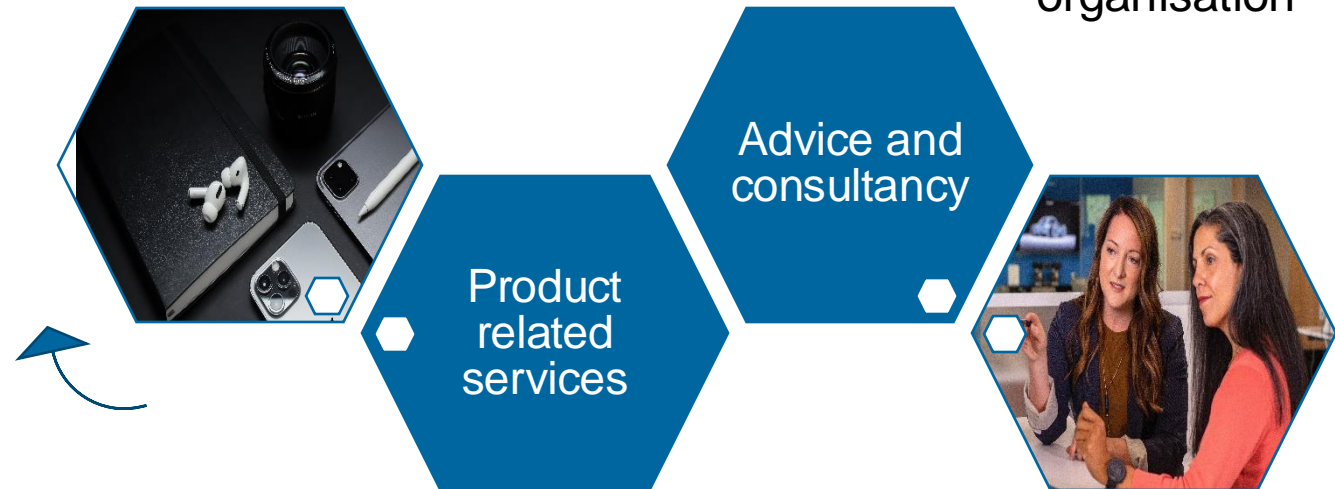 organisation
Advice and
consultancy
Product
related
services